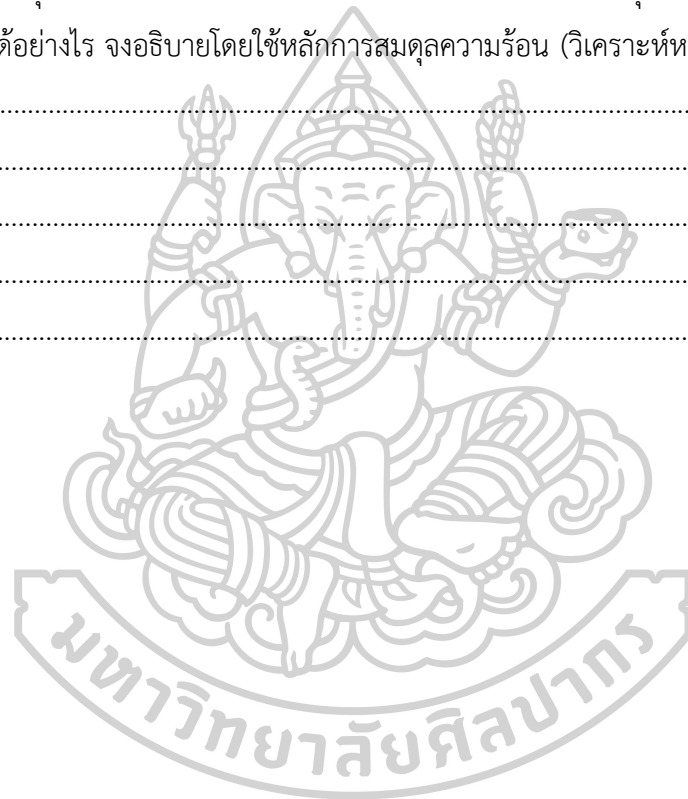 ได้อย่างไร จงอธิบายโดยใช้หลักการสมดุลความร้อน (วิเคราะห์ห
มหาวิทยาลัยศิลปากร